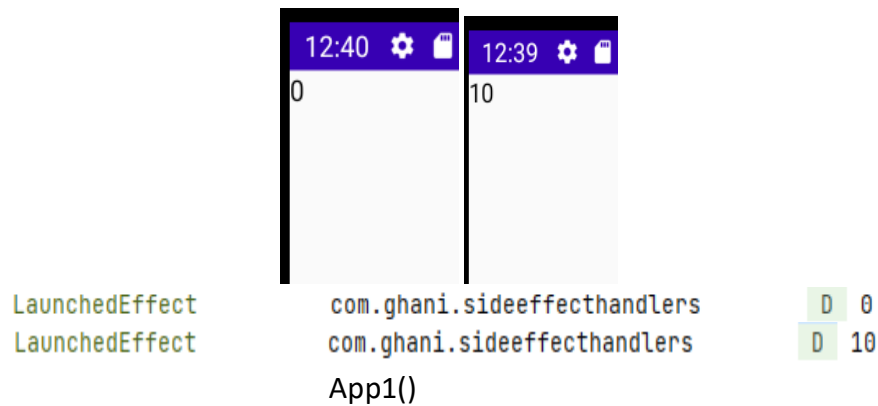 12:40
0
12:39
10
LaunchedEffect com.ghani.sideeffecthandlers D 0
LaunchedEffect com.ghani.sideeffecthandlers D 10
App1()